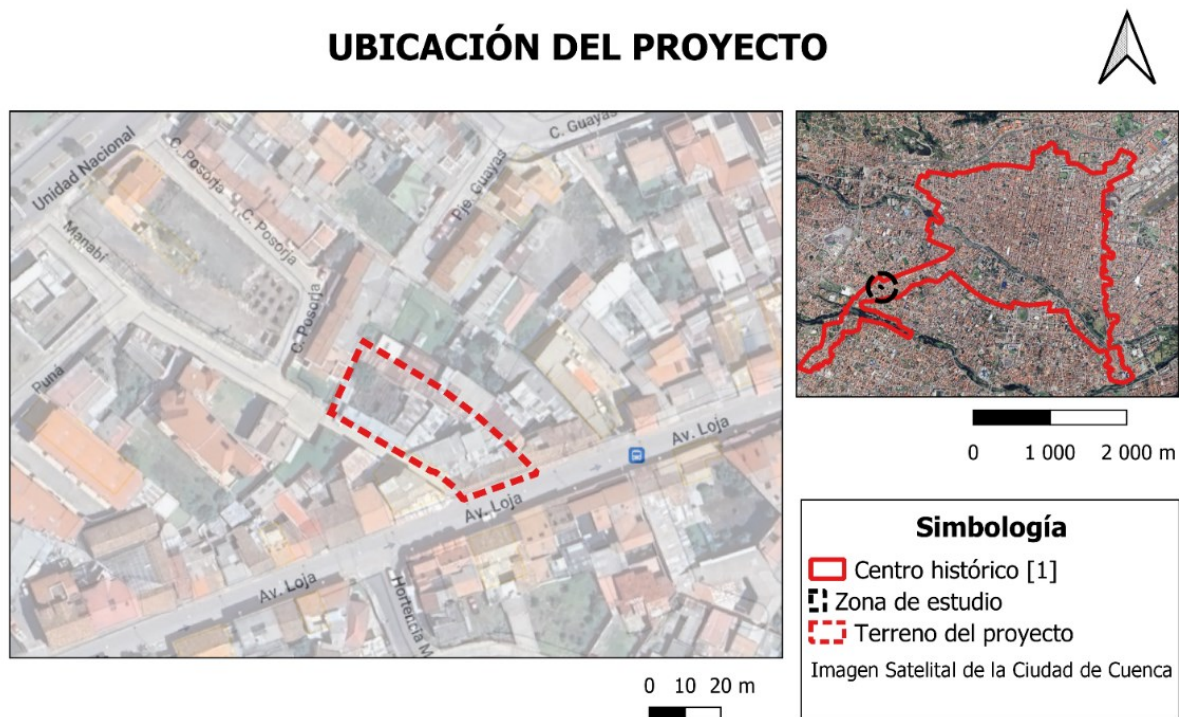 UBICACIÓN DEL PROYECTO
C. Guayas
Unidad Nacional
C. Posorja
Pje. Guayas
Manabí
C. Posorja
C. Posorja
Puna
Av. Loja
Av. Loja
Av. Loja
Hortencia M
0 10 20 m
0 1 000 2 000 m
Simbología
Centro histórico [1]
Zona de estudio
Terreno del proyecto
Imagen Satelital de la Ciudad de Cuenca